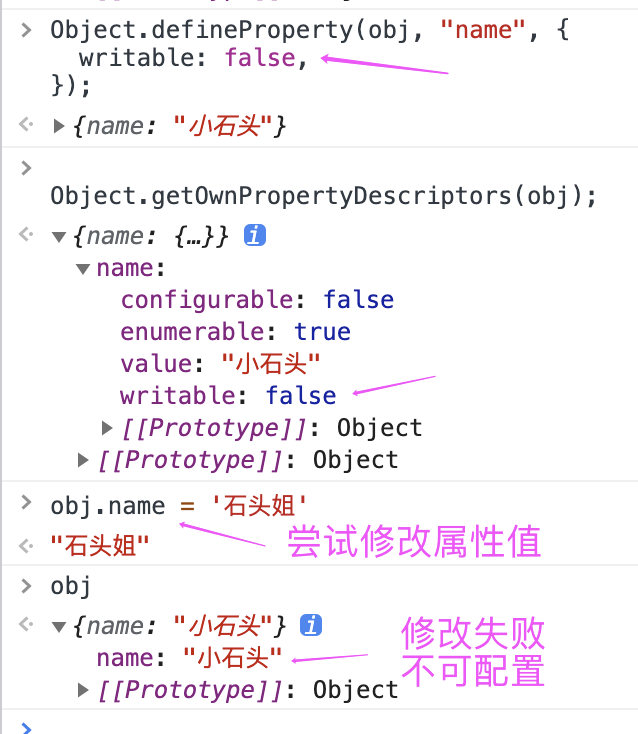 Object.defineProperty(obj, "name", {
writable: false,
});
{name: "小石头"}
Object.getOwnPropertyDescriptors(obj);
{name: {…}} i
name:
configurable: false
enumerable: true
value: "小石头"
writable: false
[[Prototype]]: Object
[[Prototype]]: Object
obj.name = '石头姐'
"石头姐"
尝试修改属性值
obj
{name: "小石头"} i
name: "小石头"
修改失败
不可配置
[[Prototype]]: Object